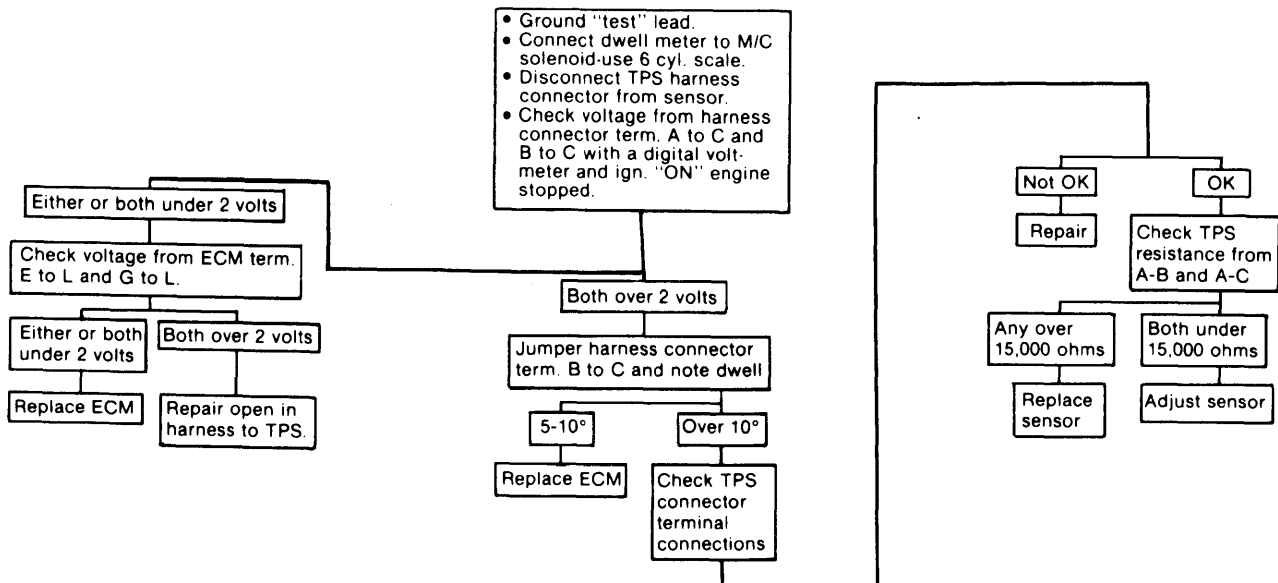 • Ground "test" lead.
• Connect dwell meter to M/C
solenoid-use 6 cyl. scale.
• Disconnect TPS harness
connector from sensor.
• Check voltage from harness
connector term. A to C and
B to C with a digital volt-
meter and ign. "ON" engine
stopped.
Either or both under 2 volts
Check voltage from ECM term.
E to L and G to L.
Either or both
under 2 volts
Both over 2 volts
Replace ECM
Repair open in
harness to TPS.
Both over 2 volts
Jumper harness connector
term. B to C and note dwell
5-10°
Over 10°
Replace ECM
Check TPS
connector
terminal
connections
Not OK
OK
Repair
Check TPS
resistance from
A-B and A-C
Any over
15,000 ohms
Both under
15,000 ohms
Replace
sensor
Adjust sensor